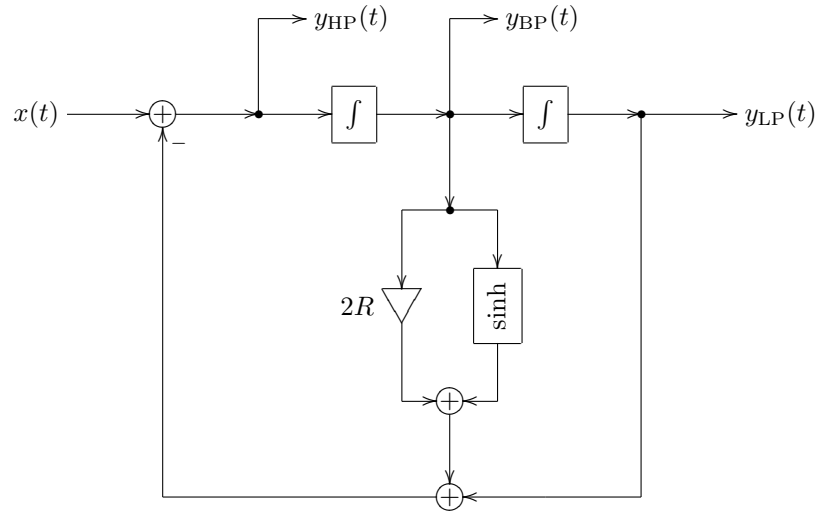 y_HP(t)
y_BP(t)
x(t)
+
∫
∫
y_LP(t)
−
2R
sinh
+
+